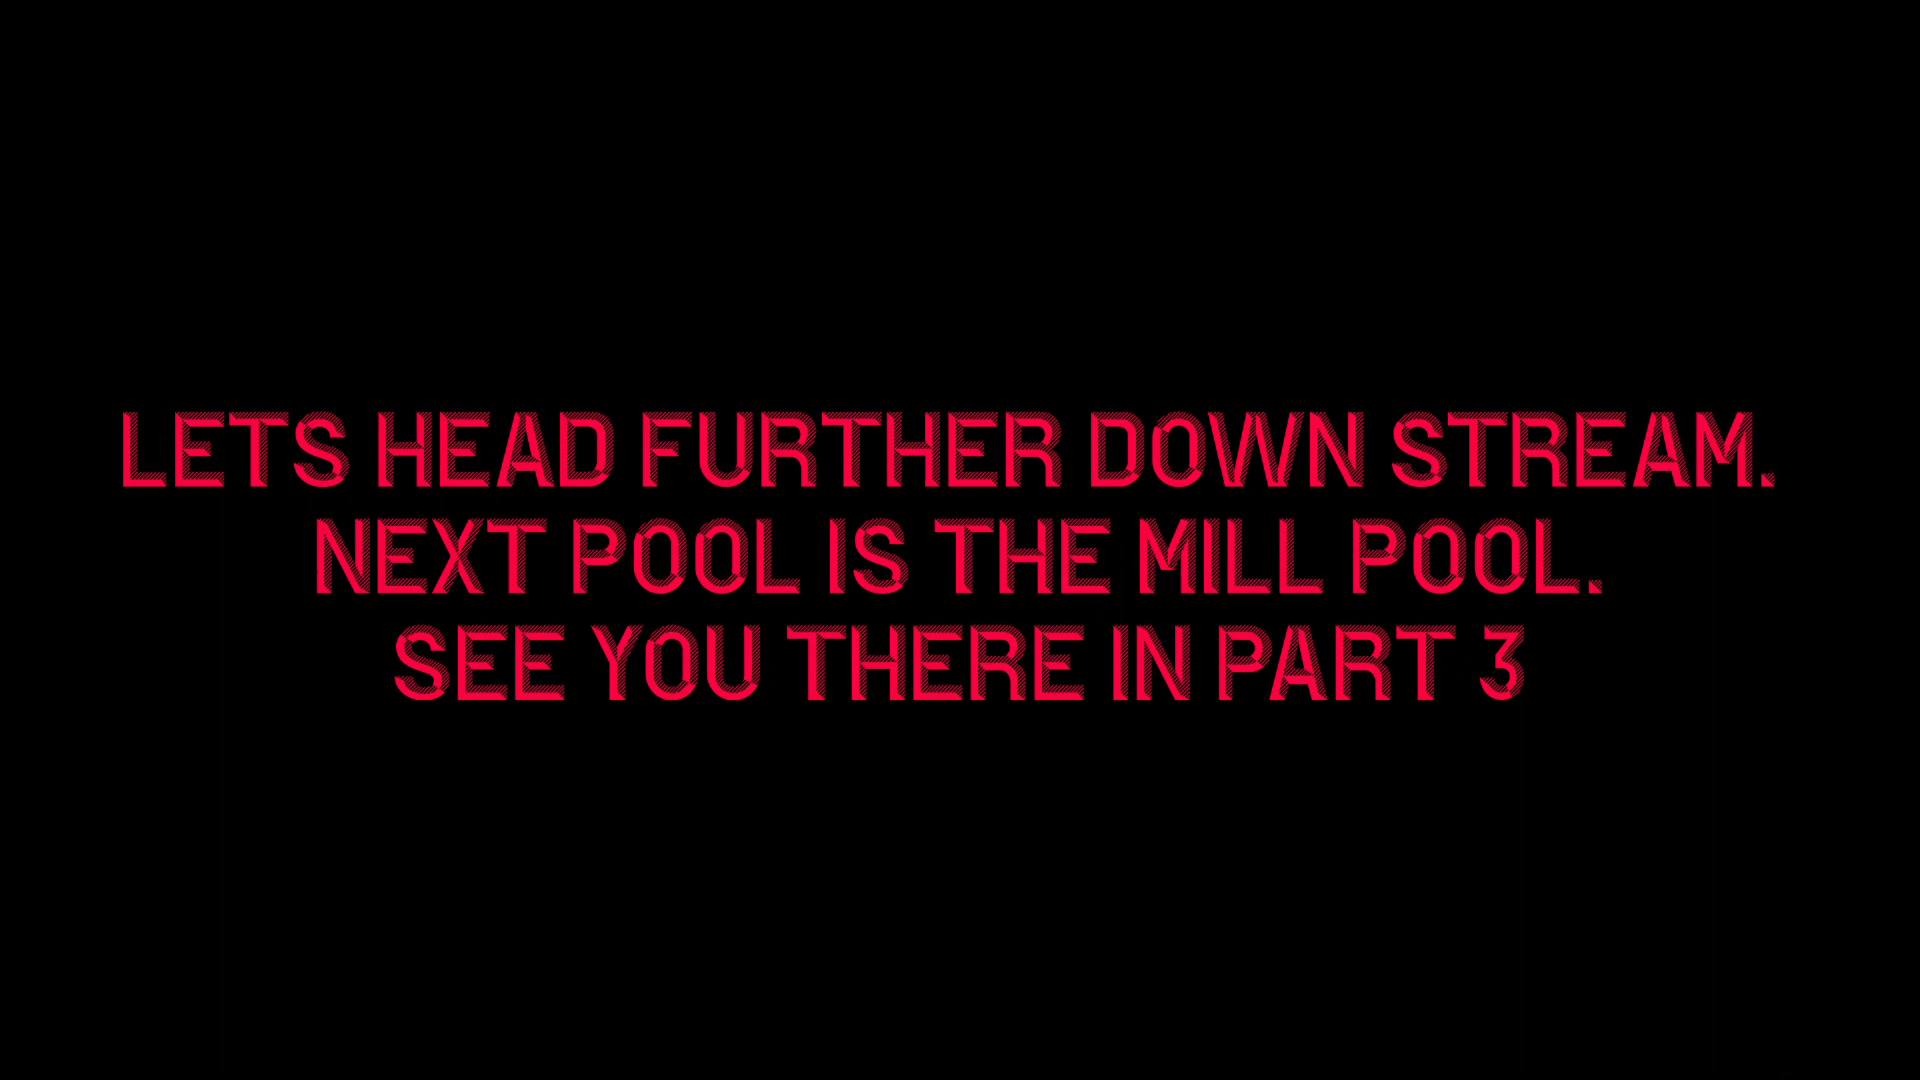 LETS HEAD FURTHER DOWN STREAM.
NEXT POOL IS THE MILL POOL.
SEE YOU THERE IN PART 3